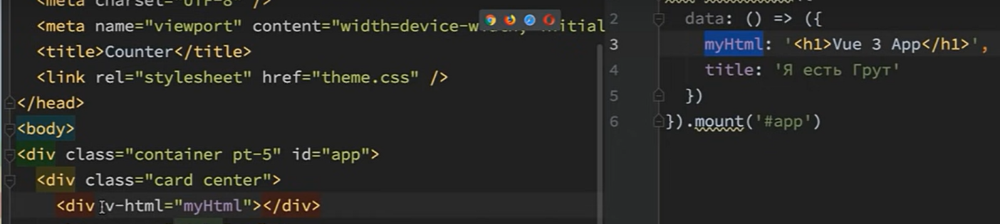 <meta charset="UTF-8" />
<meta name="viewport" content="width=device-width, initial
<title>Counter</title>
<link rel="stylesheet" href="theme.css" />
</head>
<body>
<div class="container pt-5" id="app">
<div class="card center">
<div v-html="myHtml"></div>
2 data: () => ({
3 myHtml: '<h1>Vue 3 App</h1>',
4 title: 'Я есть Грут'
5 })
6 }).mount('#app')